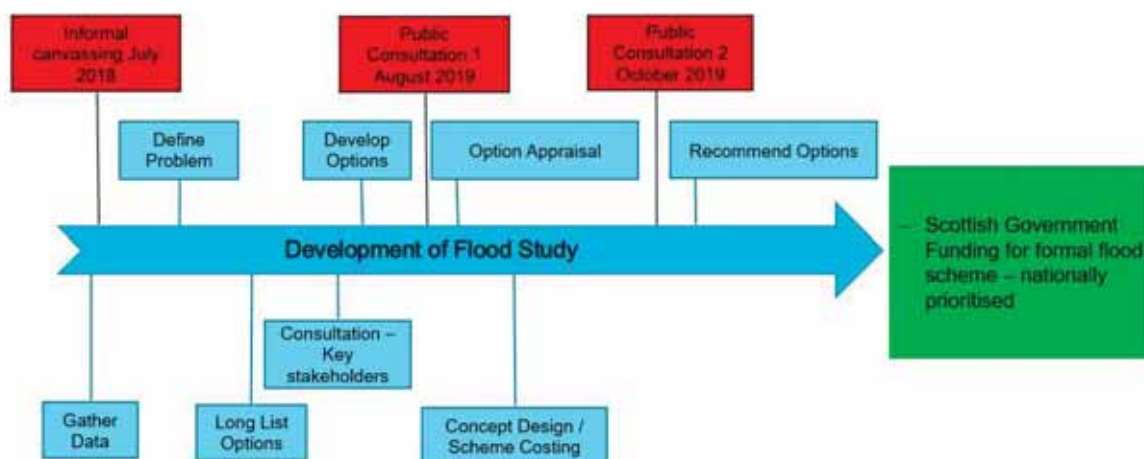 Informal
canvassing July
2018
Public
Consultation 1
August 2019
Public
Consultation 2
October 2019
Define
Problem
Develop
Options
Option Appraisal
Recommend Options
Development of Flood Study
– Scottish Government
Funding for formal flood
scheme – nationally
prioritised
Consultation –
Key
stakeholders
Gather
Data
Long List
Options
Concept Design /
Scheme Costing